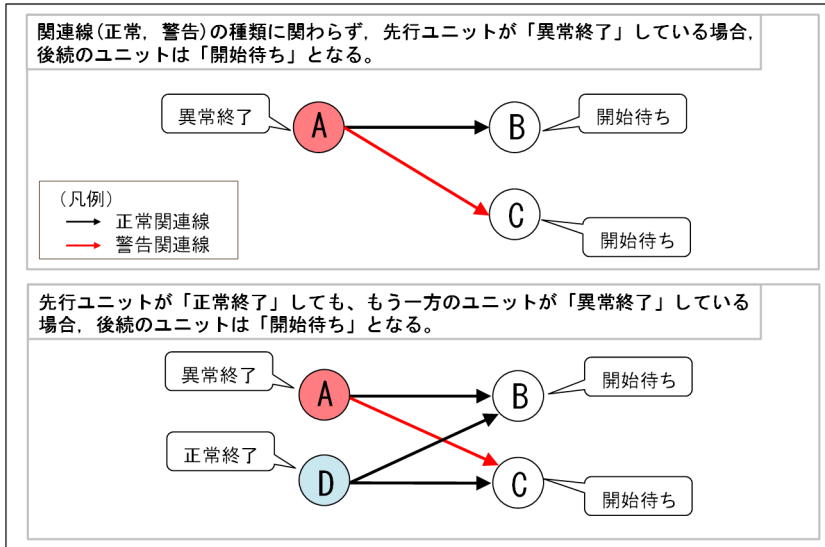 関連線(正常，警告)の種類に関わらず，先行ユニットが「異常終了」している場合，
後続のユニットは「開始待ち」となる。
異常終了
A
B
開始待ち
C
開始待ち
（凡例）
正常関連線
警告関連線
先行ユニットが「正常終了」しても、もう一方のユニットが「異常終了」している
場合，後続のユニットは「開始待ち」となる。
異常終了
A
B
開始待ち
正常終了
D
C
開始待ち